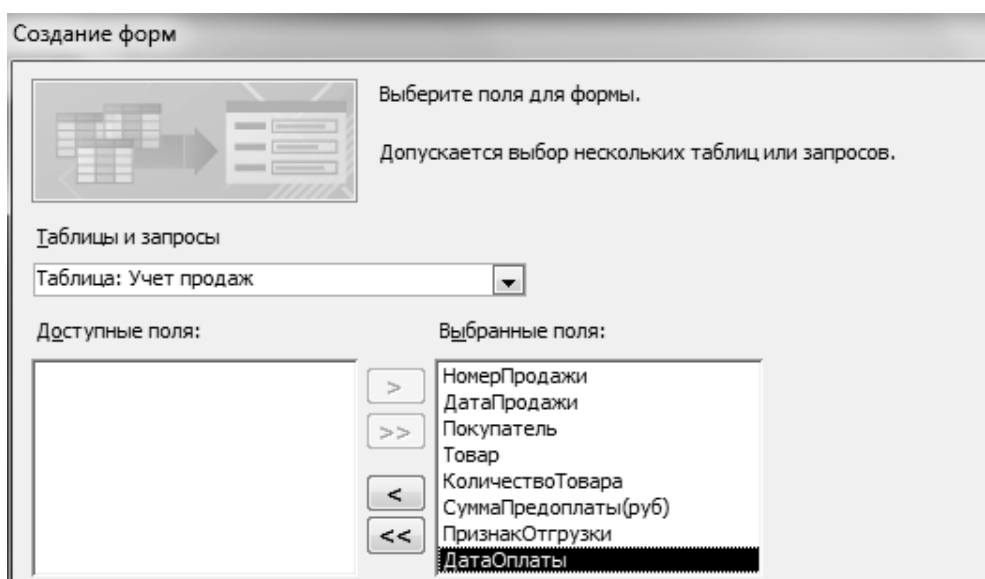 Создание форм
Выберите поля для формы.
Допускается выбор нескольких таблиц или запросов.
Таблицы и запросы
Таблица: Учет продаж
Доступные поля:
Выбранные поля:
>
>>
<
<<
НомерПродажи
ДатаПродажи
Покупатель
Товар
КоличествоТовара
СуммаПредоплаты(руб)
ПризнакОтгрузки
ДатаОплаты